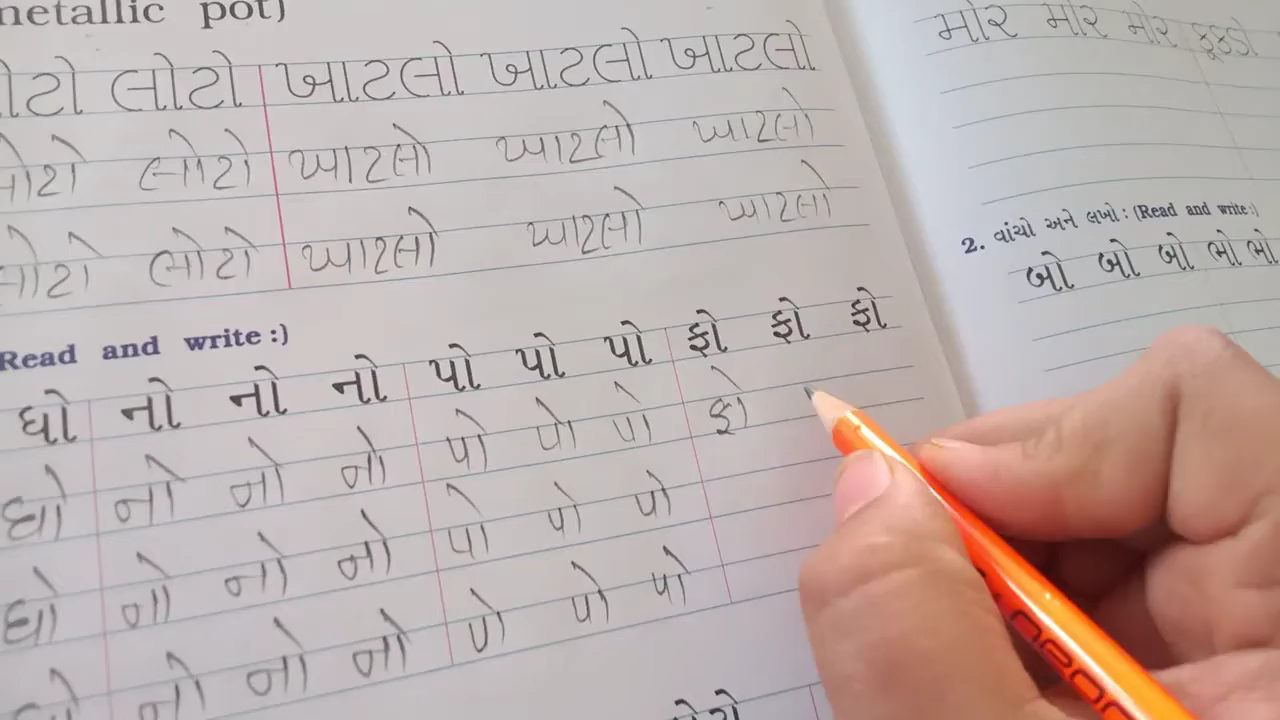 metallic pot)
લોટો લોટો ખાટલો ખાટલો ખાટલો
લોટો લોટો ખાટલો ખાટલો ખાટલો
લોટો લોટો ખાટલો ખાટલો ખાટલો
Read and write :)
ધો નો નો નો પો પો પો ફો ફો ફો
ધો નો નો નો પો પો પો ફો
ધો નો નો નો પો પો પો
નો નો નો પો પો પો
મોર મોર મોર કૂકડો
2. વાંચો અને લખો : (Read and write:)
બો બો બો ભો ભો